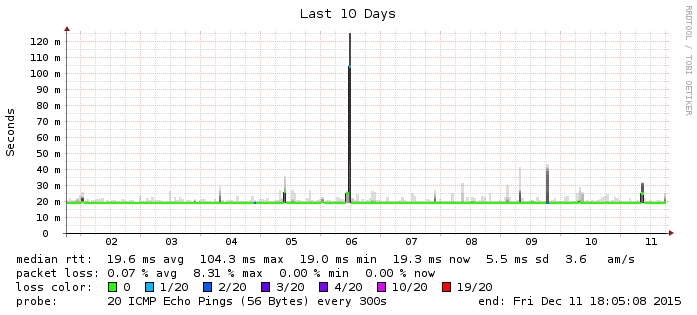 Last 10 Days
RRDTOOL / TOBI OETIKER
Seconds
120 m
110 m
100 m
90 m
80 m
70 m
60 m
50 m
40 m
30 m
20 m
10 m
0
02 03 04 05 06 07 08 09 10 11
median rtt: 19.6 ms avg 104.3 ms max 19.0 ms min 19.3 ms now 5.5 ms sd 3.6 am/s
packet loss: 0.07 % avg 8.31 % max 0.00 % min 0.00 % now
loss color: 0 1/20 2/20 3/20 4/20 10/20 19/20
probe: 20 ICMP Echo Pings (56 Bytes) every 300s end: Fri Dec 11 18:05:08 2015